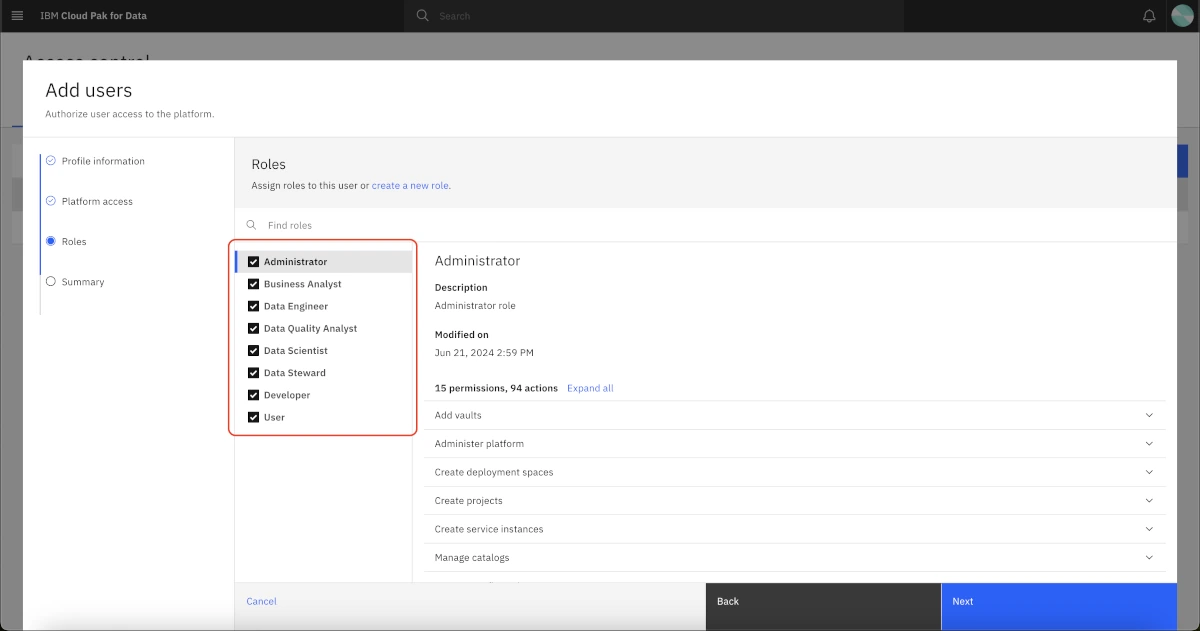 IBM Cloud Pak for Data
Search
Access control
Add users
Authorize user access to the platform.
Profile information
Platform access
Roles
Summary
Roles
Assign roles to this user or create a new role.
Find roles
Administrator
Business Analyst
Data Engineer
Data Quality Analyst
Data Scientist
Data Steward
Developer
User
Administrator
Description
Administrator role
Modified on
Jun 21, 2024 2:59 PM
15 permissions, 94 actions Expand all
Add vaults
Administer platform
Create deployment spaces
Create projects
Create service instances
Manage catalogs
Cancel
Back
Next